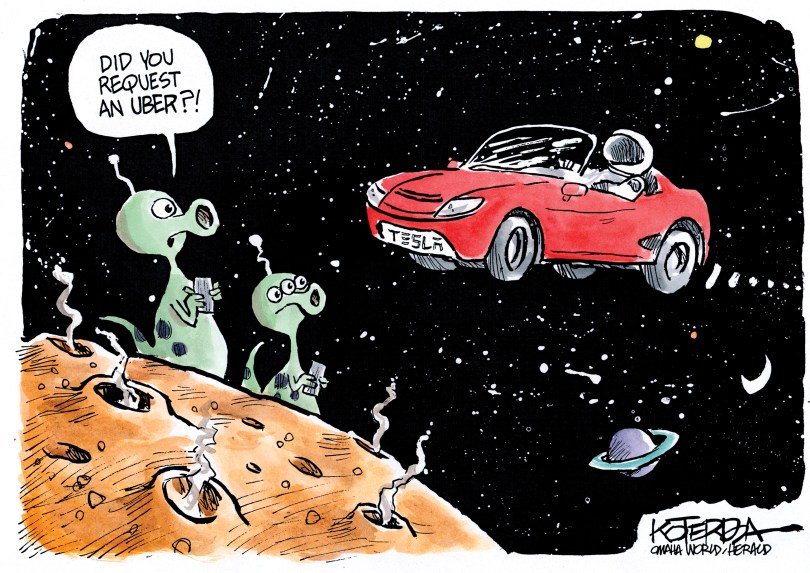 DID YOU
REQUEST
AN UBER?!
TESLA
KOTERBA
OMAHA WORLD-HERALD